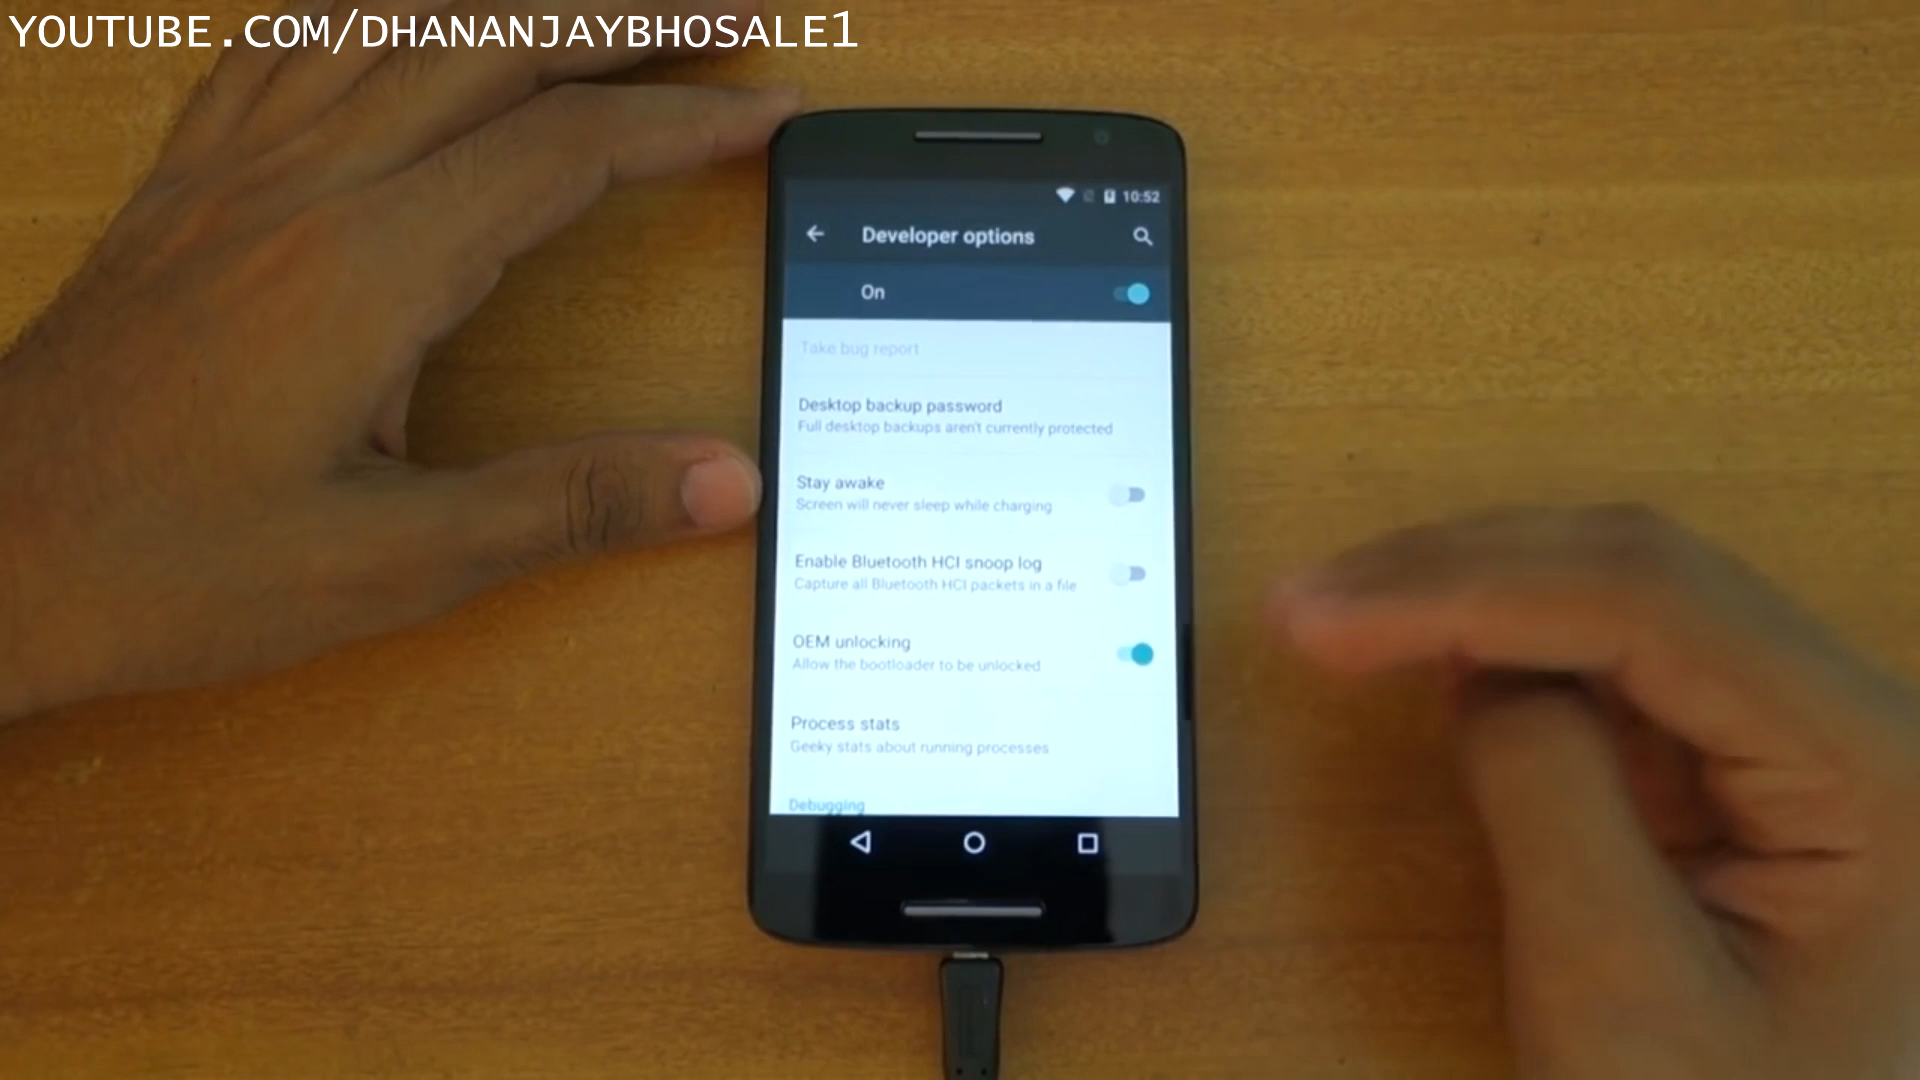 YOUTUBE.COM/DHANANJAYBHOSALE1
10:52
Developer options
On
Take bug report
Desktop backup password
Full desktop backups aren't currently protected
Stay awake
Screen will never sleep while charging
Enable Bluetooth HCI snoop log
Capture all Bluetooth HCI packets in a file
OEM unlocking
Allow the bootloader to be unlocked
Process stats
Geeky stats about running processes
Debugging